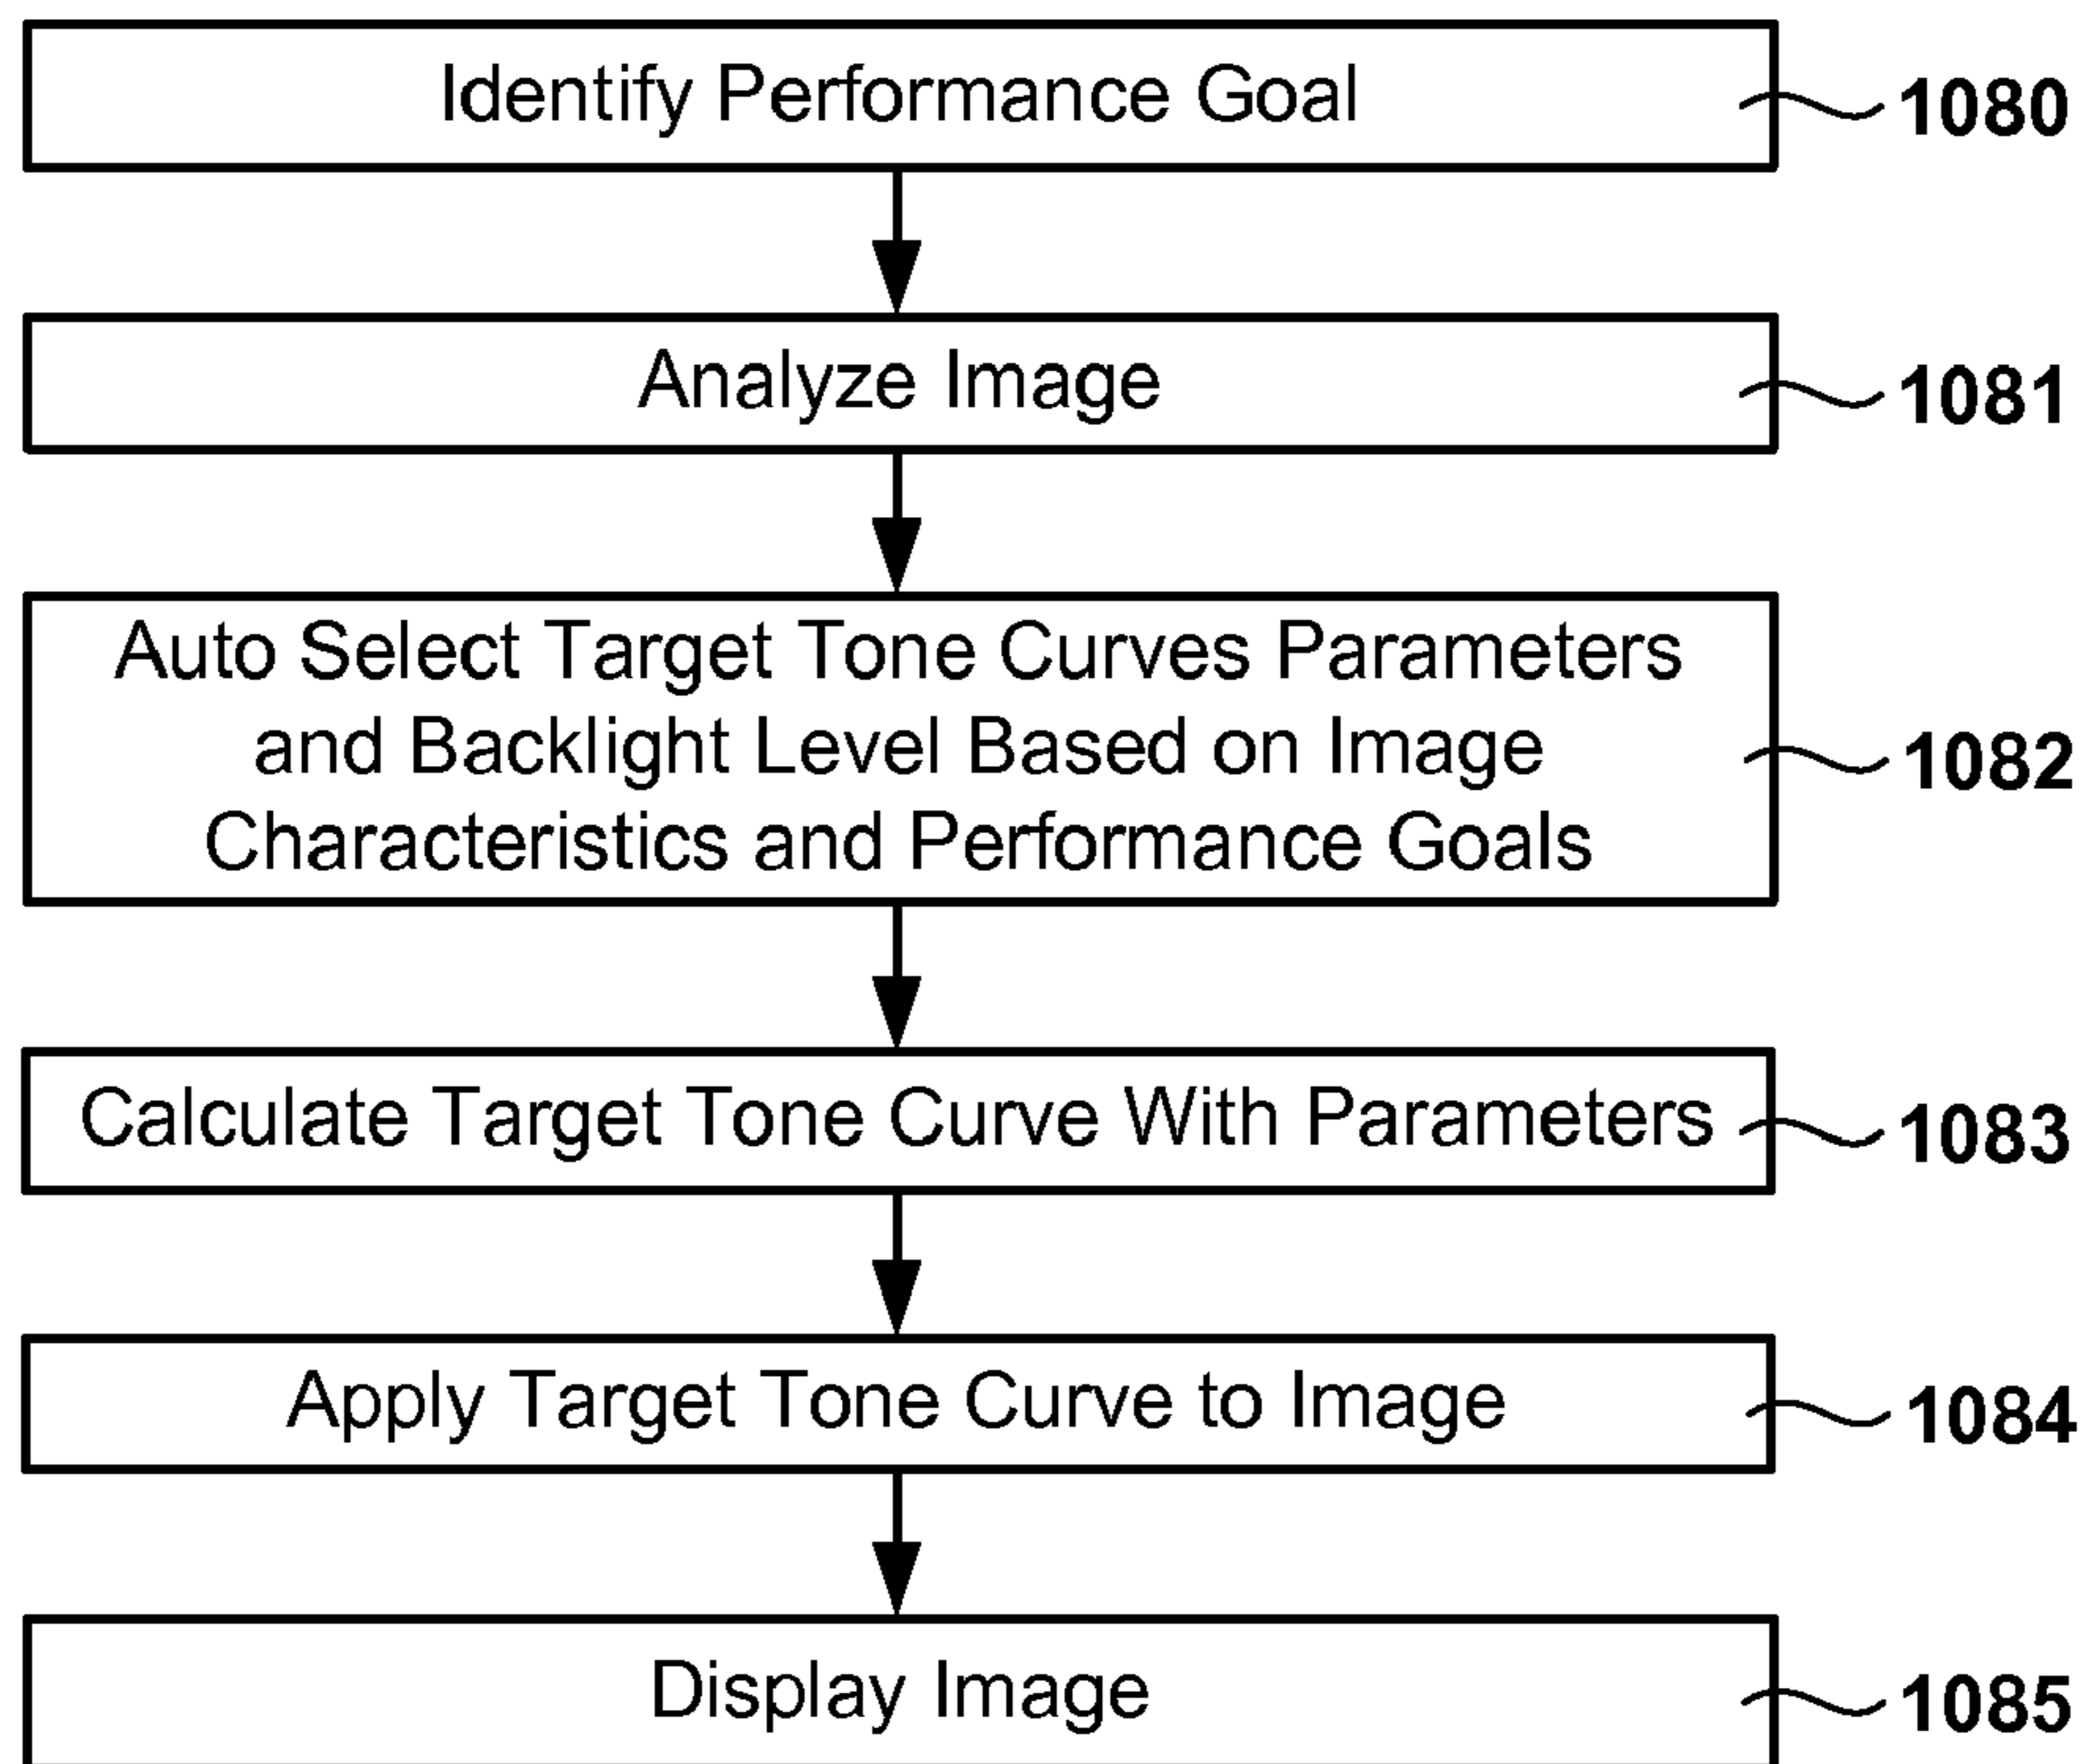 Identify Performance Goal
1080
Analyze Image
1081
Auto Select Target Tone Curves Parameters
and Backlight Level Based on Image
Characteristics and Performance Goals
1082
Calculate Target Tone Curve With Parameters
1083
Apply Target Tone Curve to Image
1084
Display Image
1085